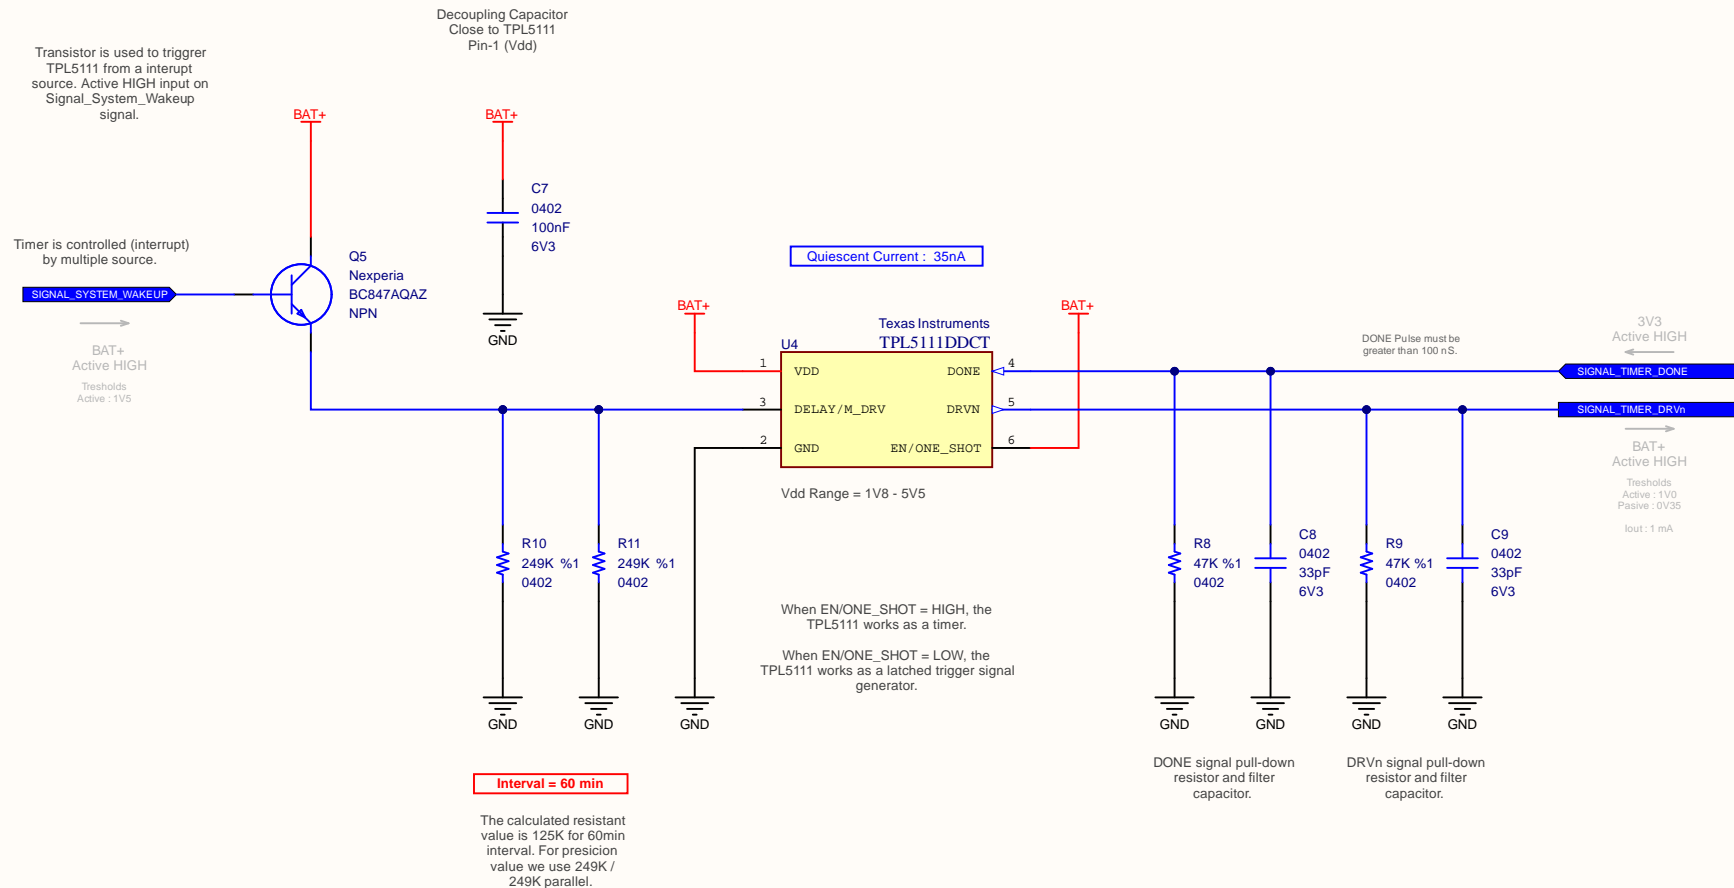 Decoupling Capacitor
Close to TPL5111
Pin-1 (Vdd)
Transistor is used to triggrer
TPL5111 from a interupt
source. Active HIGH input on
Signal_System_Wakeup
signal.
BAT+
BAT+
C7
0402
100nF
6V3
GND
Timer is controlled (interrupt)
by multiple source.
SIGNAL_SYSTEM_WAKEUP
BAT+
Active HIGH
Tresholds
Active : 1V5
Q5
Nexperia
BC847AQAZ
NPN
Quiescent Current :  35nA
BAT+
BAT+
Texas Instruments
TPL5111DDCT
U4
1
VDD
DONE
4
3
DELAY/M_DRV
DRVN
5
2
GND
EN/ONE_SHOT
6
Vdd Range = 1V8 - 5V5
DONE Pulse must be
greater than 100 nS.
3V3
Active HIGH
SIGNAL_TIMER_DONE
SIGNAL_TIMER_DRVn
BAT+
Active HIGH
Tresholds
Active : 1V0
Pasive : 0V35
Iout : 1 mA
R10
249K %1
0402
R11
249K %1
0402
R8
47K %1
0402
C8
0402
33pF
6V3
R9
47K %1
0402
C9
0402
33pF
6V3
When EN/ONE_SHOT = HIGH, the
TPL5111 works as a timer.
When EN/ONE_SHOT = LOW, the
TPL5111 works as a latched trigger signal
generator.
GND
GND
GND
GND
GND
GND
GND
DONE signal pull-down
resistor and filter
capacitor.
DRVn signal pull-down
resistor and filter
capacitor.
Interval = 60 min
The calculated resistant
value is 125K for 60min
interval. For presicion
value we use 249K /
249K parallel.